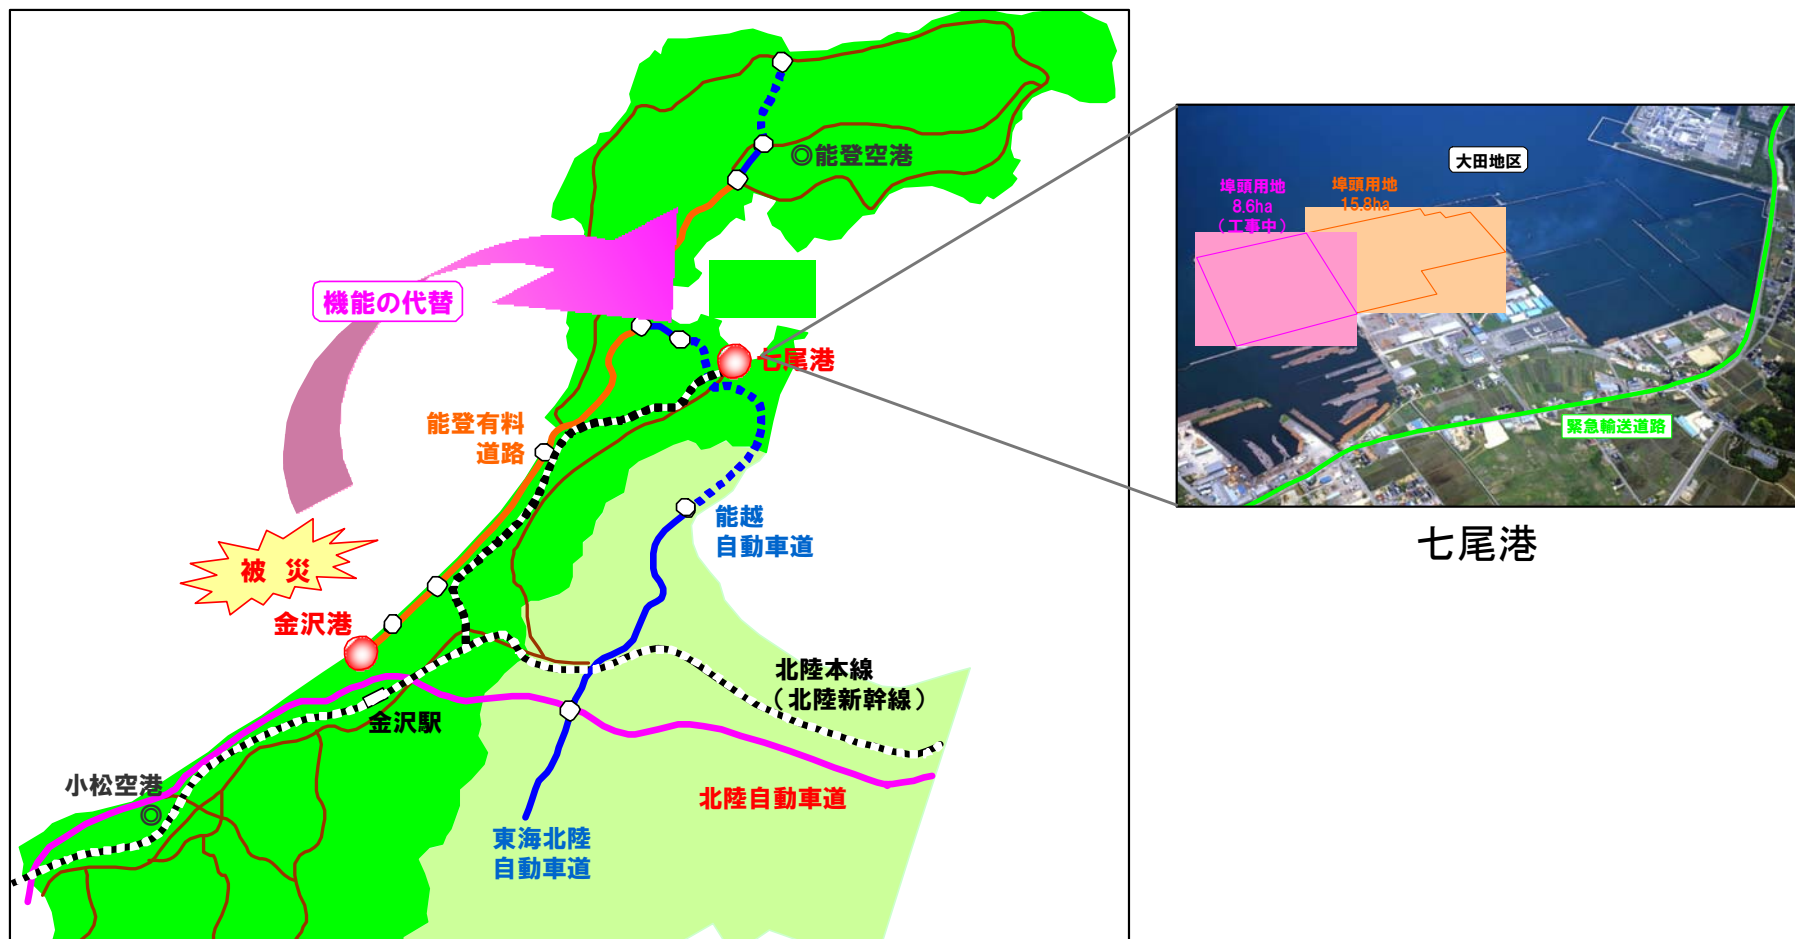 ◎能登空港
機能の代替
七尾港
能登有料
道路
能越
自動車道
被 災
金沢港
北陸本線
（北陸新幹線）
金沢駅
小松空港
◎
北陸自動車道
東海北陸
自動車道
大田地区
埠頭用地
8.6ha
（工事中）
埠頭用地
15.8ha
緊急輸送道路
七尾港